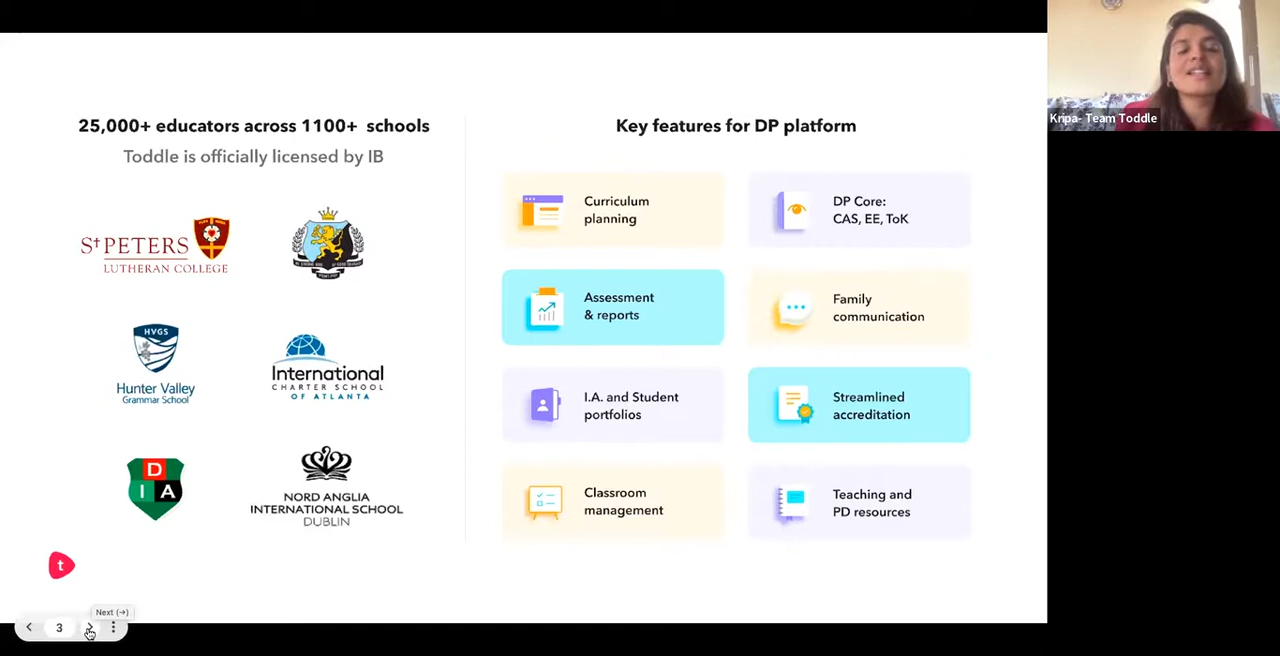 25,000+ educators across 1100+ schools
Toddle is officially licensed by IB
St PETERS
LUTHERAN COLLEGE
HVGS
Hunter Valley
Grammar School
International
CHARTER SCHOOL
OF ATLANTA
D
I A
NORD ANGLIA
INTERNATIONAL SCHOOL
DUBLIN
Key features for DP platform
Curriculum
planning
DP Core:
CAS, EE, ToK
Assessment
& reports
Family
communication
I.A. and Student
portfolios
Streamlined
accreditation
Classroom
management
Teaching and
PD resources
t
Next (→)
3
Kripa- Team Toddle